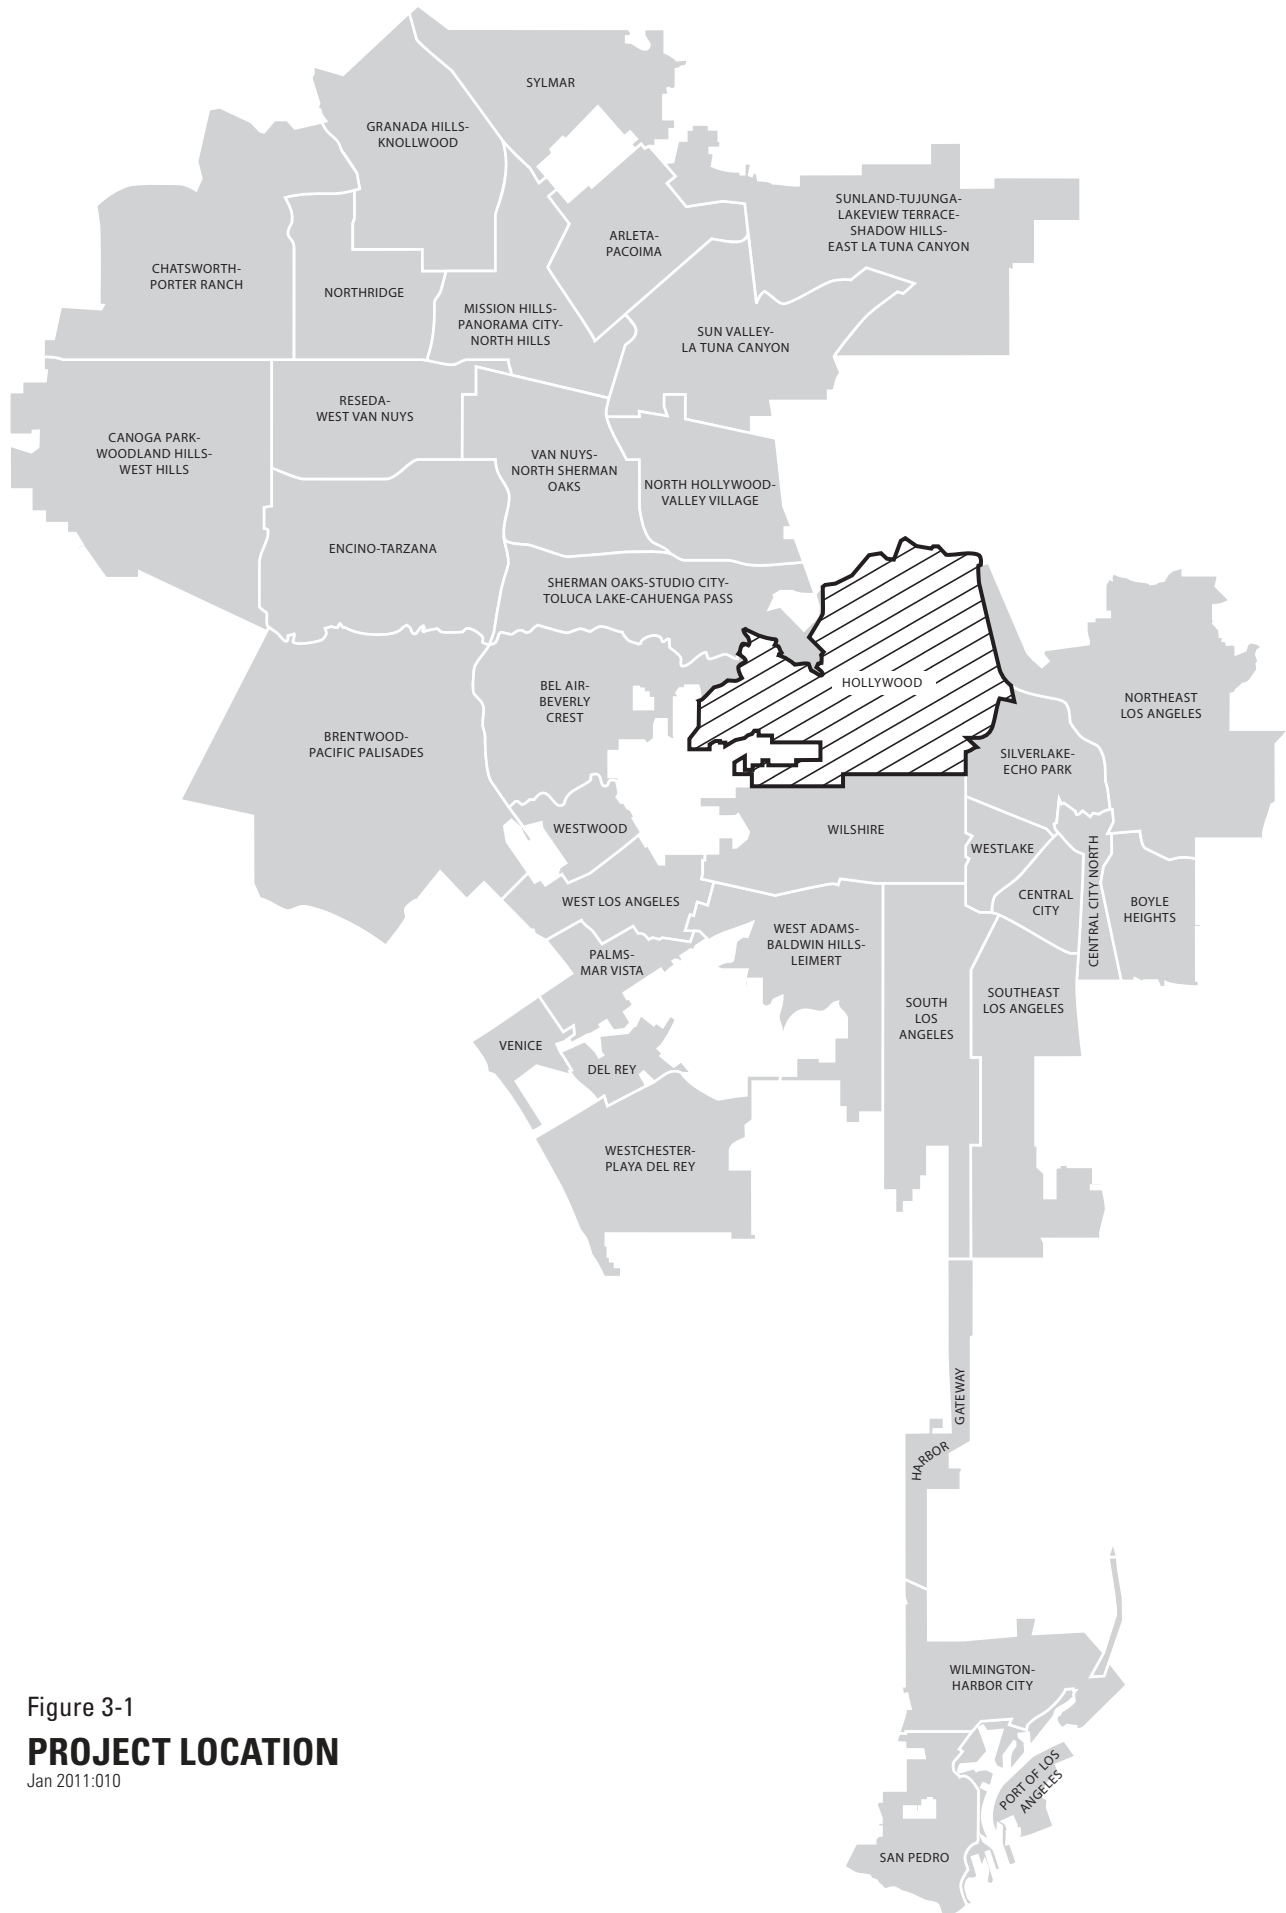 SYLMAR
GRANADA HILLS-
KNOLLWOOD
SUNLAND-TUJUNGA-
LAKEVIEW TERRACE-
SHADOW HILLS-
EAST LA TUNA CANYON
ARLETA-
PACOIMA
CHATSWORTH-
PORTER RANCH
NORTHRIDGE
MISSION HILLS-
PANORAMA CITY-
NORTH HILLS
SUN VALLEY-
LA TUNA CANYON
RESEDA-
WEST VAN NUYS
CANOGA PARK-
WOODLAND HILLS-
WEST HILLS
VAN NUYS-
NORTH SHERMAN
OAKS
NORTH HOLLYWOOD-
VALLEY VILLAGE
ENCINO-TARZANA
SHERMAN OAKS-STUDIO CITY-
TOLUCA LAKE-CAHUENGA PASS
HOLLYWOOD
BEL AIR-
BEVERLY
CREST
NORTHEAST
LOS ANGELES
BRENTWOOD-
PACIFIC PALISADES
SILVERLAKE-
ECHO PARK
WESTWOOD
WILSHIRE
WESTLAKE
CENTRAL CITY NORTH
WEST LOS ANGELES
CENTRAL
CITY
BOYLE
HEIGHTS
WEST ADAMS-
BALDWIN HILLS-
LEIMERT
PALMS-
MAR VISTA
SOUTH
LOS
ANGELES
SOUTHEAST
LOS ANGELES
VENICE
DEL REY
WESTCHESTER-
PLAYA DEL REY
HARBOR
GATEWAY
WILMINGTON-
HARBOR CITY
PORT OF LOS
ANGELES
SAN PEDRO
Figure 3-1
PROJECT LOCATION
Jan 2011:010